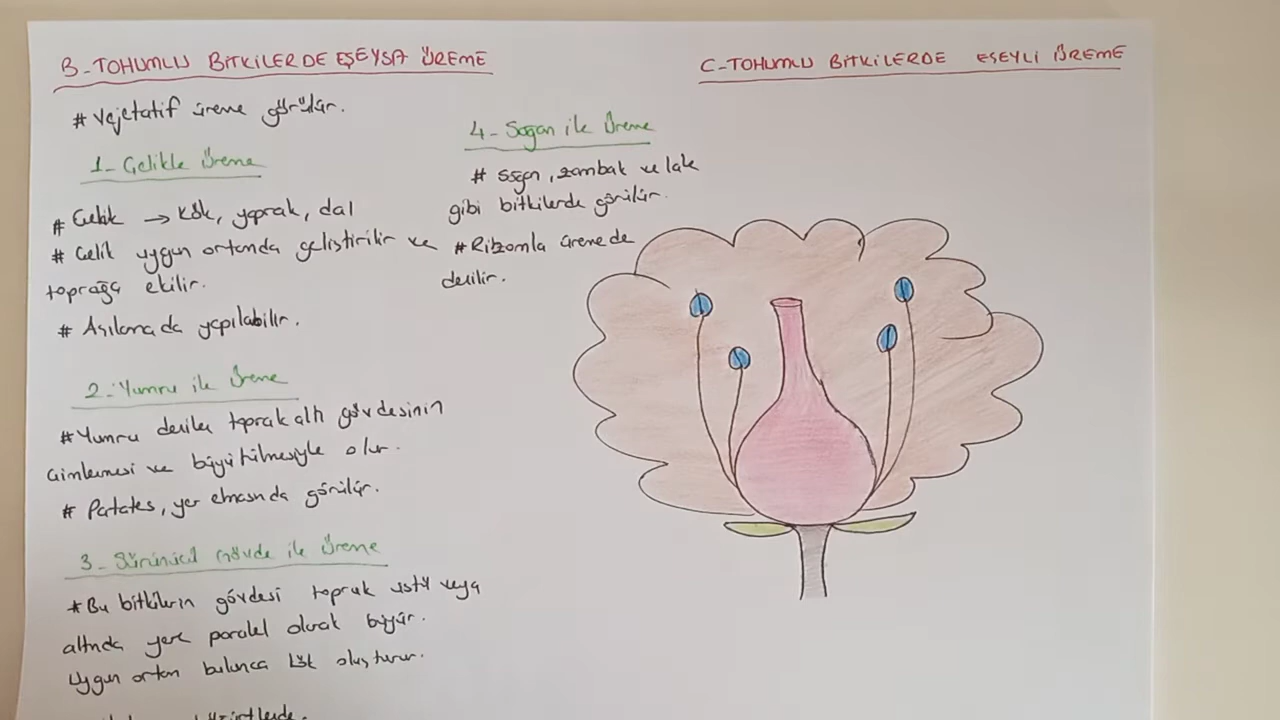 B-TOHUMLU BİTKİLERDE EŞEYSİZ ÜREME
# Vejetatif üreme görülür.
1- Çelikle Üreme
# Çelik → Kök, yaprak, dal
# Çelik uygun ortamda geliştirilir ve
toprağa ekilir.
# Aşılama da yapılabilir.
2- Yumru ile Üreme
# Yumru denilen toprak altı gövdesinin
çimlenmesi ve büyütülmesiyle olur.
# Patates, yer elmasında görülür.
3- Sürünücü Gövde ile Üreme
# Bu bitkilerin gövdesi toprak üstü veya
altında yere paralel olarak büyür.
Uygun ortam bulunca kök oluşturur.
4- Soğan ile Üreme
# Soğan, zambak ve lale
gibi bitkilerde görülür.
# Rizomla üreme de
denilir.
C-TOHUMLU BİTKİLERDE EŞEYLİ ÜREME